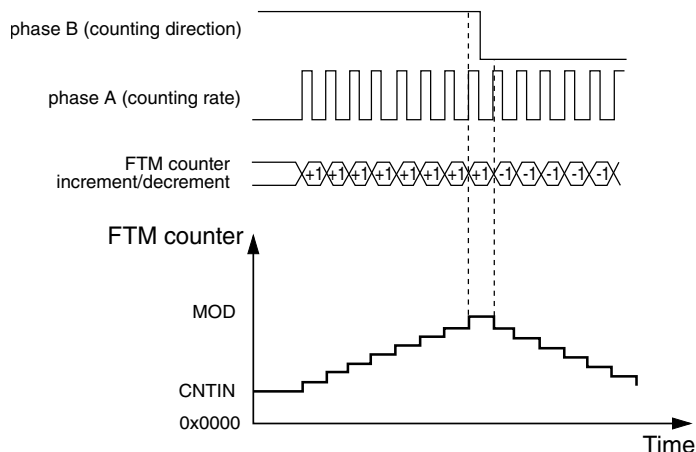 phase B (counting direction)
phase A (counting rate)
FTM counter
increment/decrement
+1 +1 +1 +1 +1 +1 +1 +1 -1 -1 -1 -1 -1
FTM counter
MOD
CNTIN
0x0000
Time